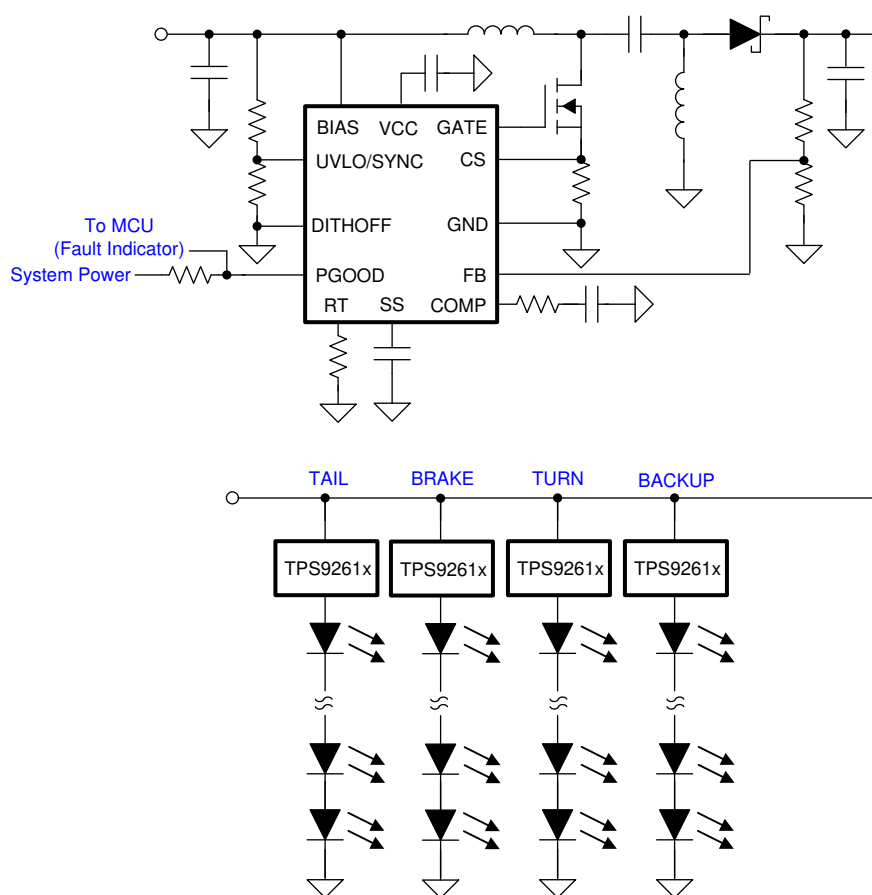 BIAS
VCC
GATE
UVLO/SYNC
CS
DITHOFF
GND
To MCU
(Fault Indicator)
System Power
PGOOD
FB
RT
SS
COMP
TAIL
BRAKE
TURN
BACKUP
TPS9261x
TPS9261x
TPS9261x
TPS9261x